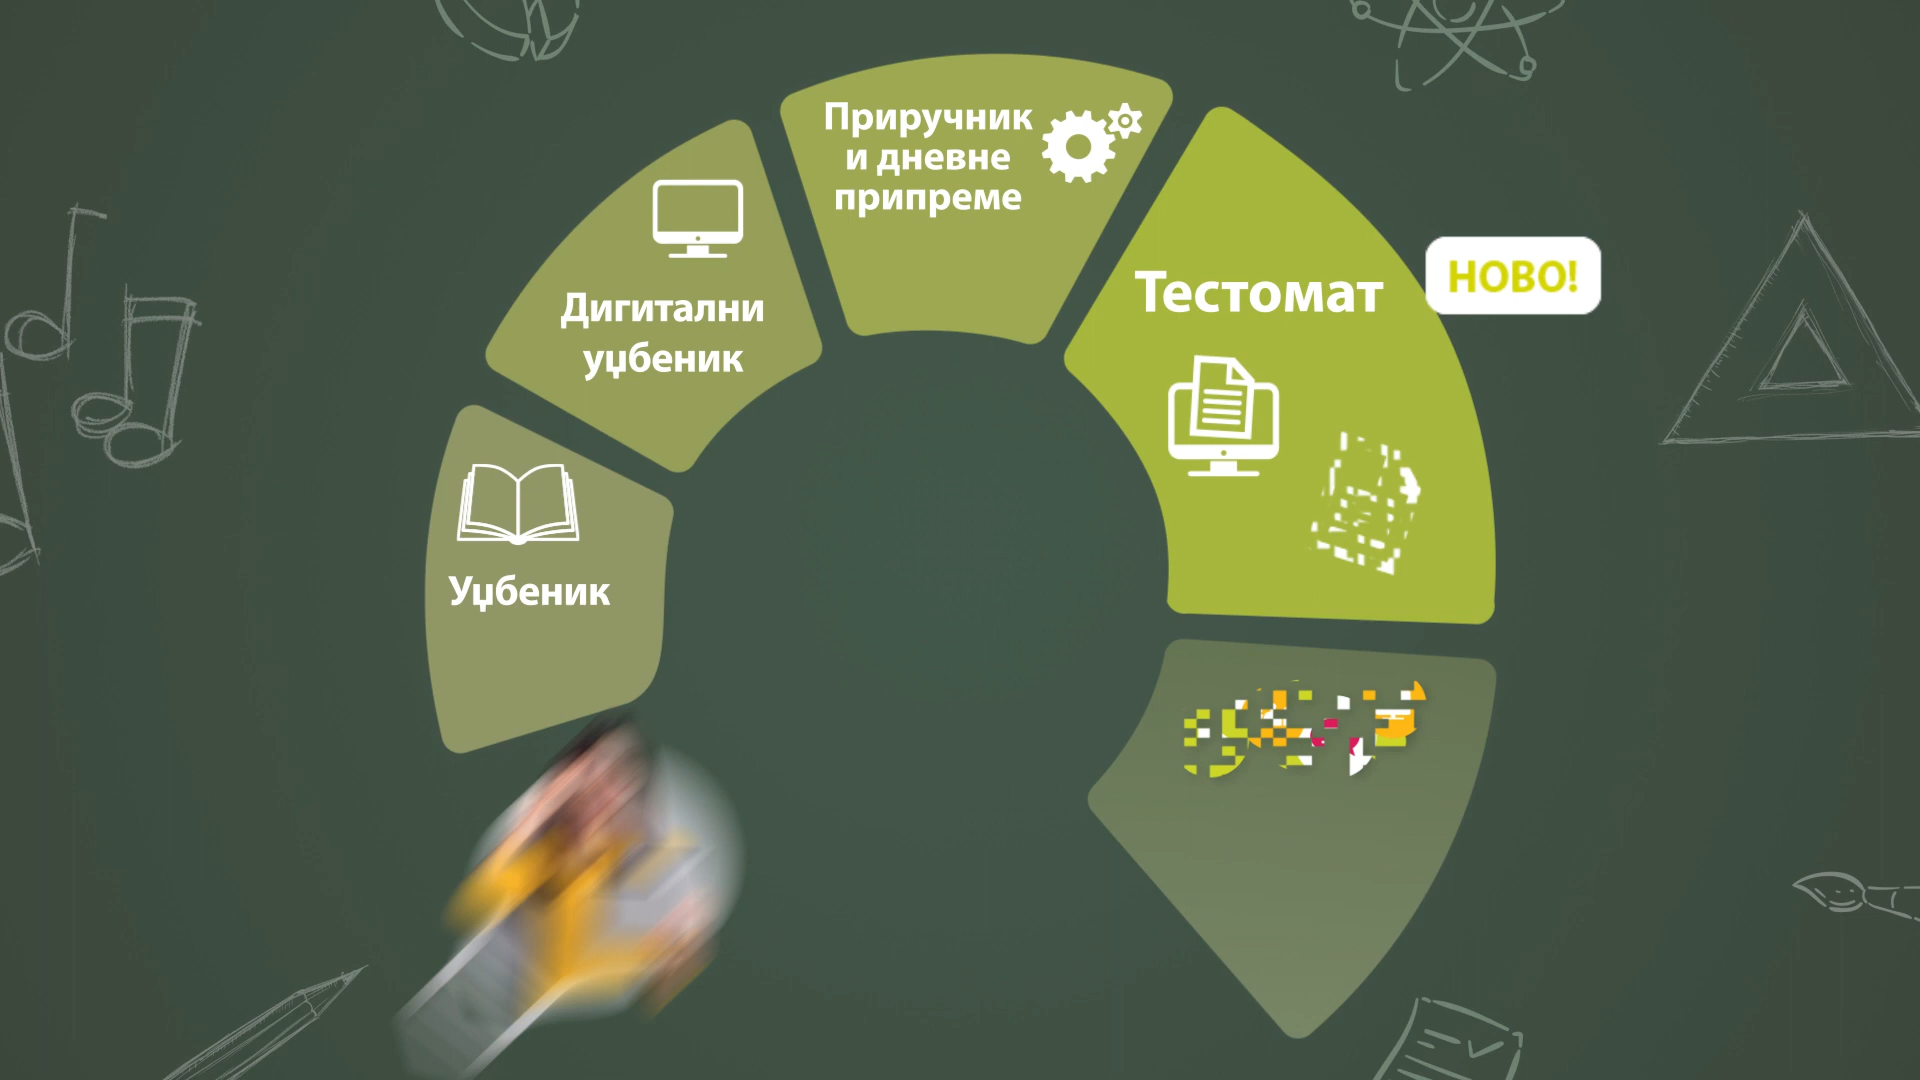 Приручник
и дневне
припреме
Дигитални
уџбеник
Уџбеник
Тестомат
НОВО!